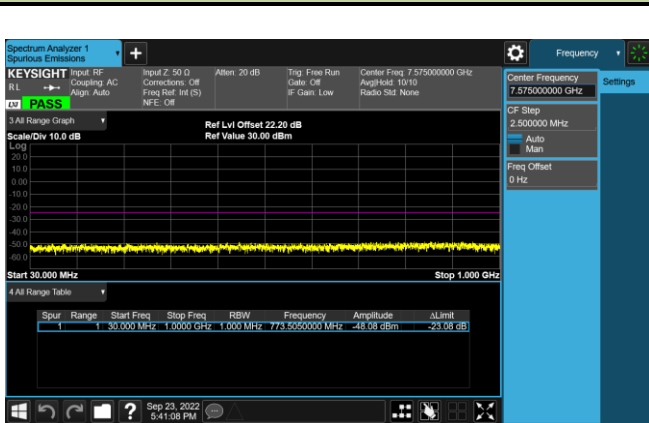 Spectrum Analyzer 1
Spurious Emissions
KEYSIGHT
RL
LXI PASS
Input: RF
Coupling: AC
Align: Auto
Input Z: 50 Ω
Corrections: Off
Freq Ref: Int (S)
NFE: Off
Atten: 20 dB
Trig: Free Run
Gate: Off
IF Gain: Low
Center Freq: 7.575000000 GHz
Avg|Hold: 10/10
Radio Std: None
3 All Range Graph
Scale/Div 10.0 dB
Ref Lvl Offset 22.20 dB
Ref Value 30.00 dBm
Log
20.0
10.0
0.00
-10.0
-20.0
-30.0
-40.0
-50.0
-60.0
Start 30.000 MHz
Stop 1.000 GHz
4 All Range Table
Spur Range Start Freq Stop Freq RBW Frequency Amplitude ΔLimit
1 1 30.000 MHz 1.0000 GHz 1.000 MHz 773.5050000 MHz -48.08 dBm -23.08 dB
?
Sep 23, 2022
5:41:08 PM
Frequency
Center Frequency
7.575000000 GHz
CF Step
2.500000 MHz
Auto
Man
Freq Offset
0 Hz
Settings